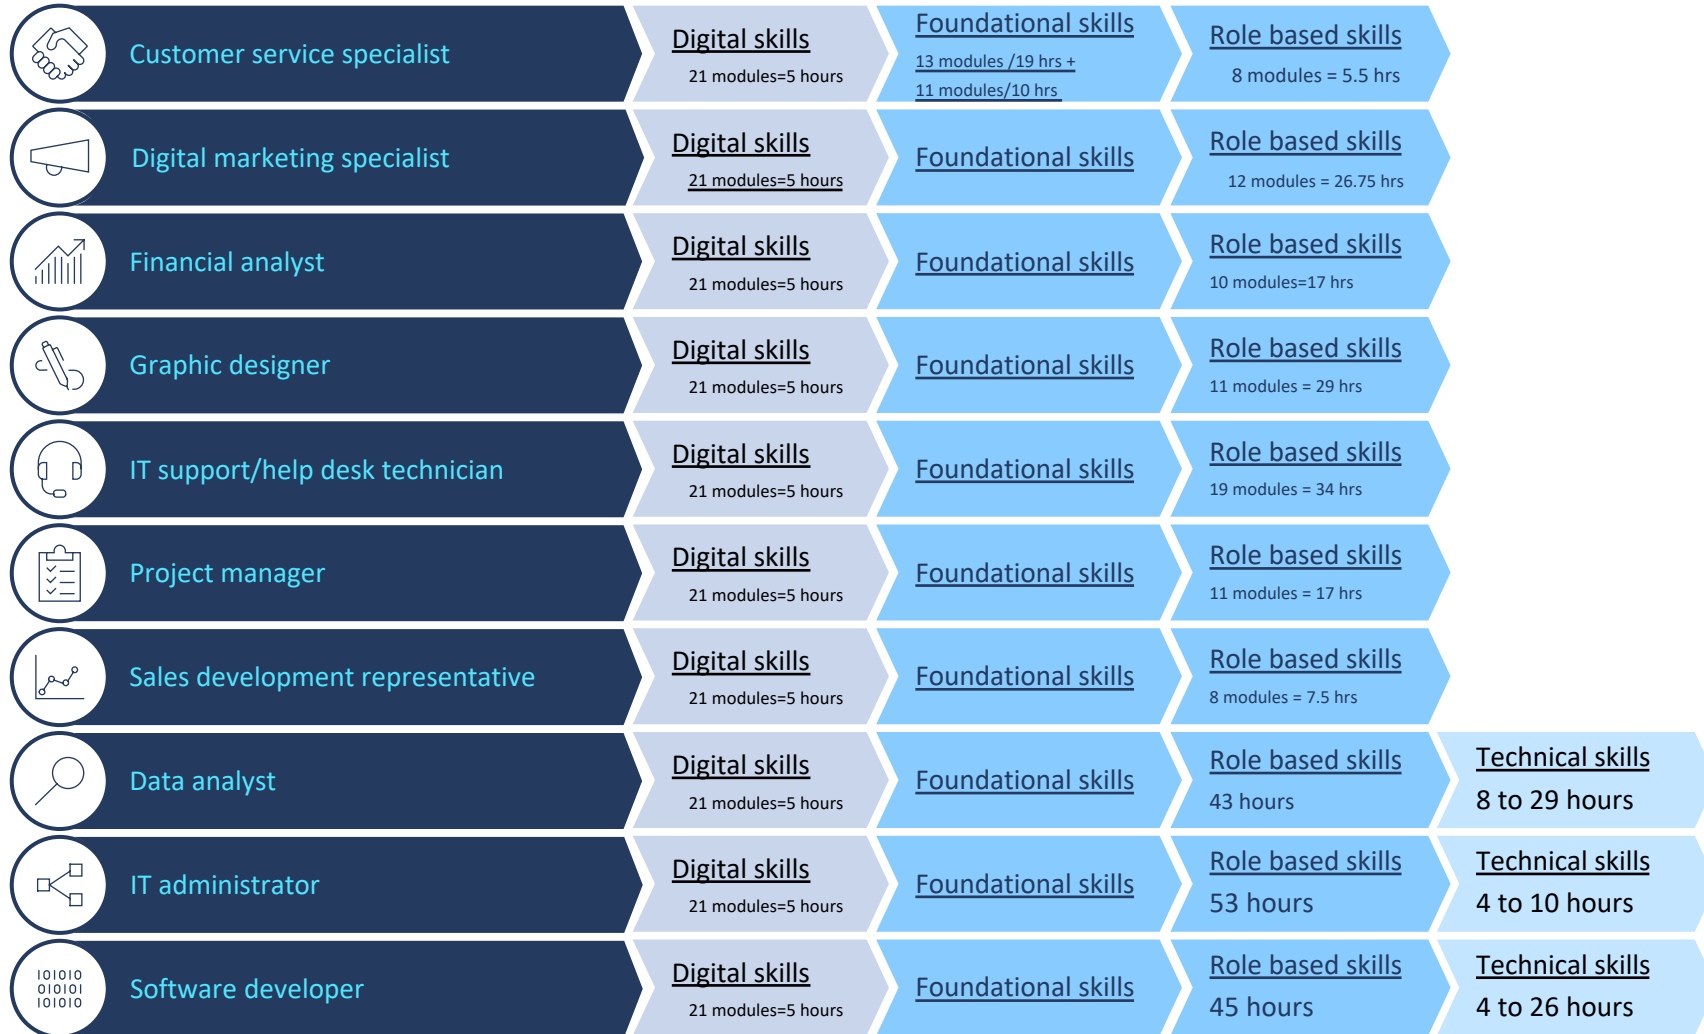 Customer service specialist
Digital skills
21 modules=5 hours
Foundational skills
13 modules /19 hrs +
11 modules/10 hrs
Role based skills
8 modules = 5.5 hrs
Digital marketing specialist
Digital skills
21 modules=5 hours
Foundational skills
Role based skills
12 modules = 26.75 hrs
Financial analyst
Digital skills
21 modules=5 hours
Foundational skills
Role based skills
10 modules=17 hrs
Graphic designer
Digital skills
21 modules=5 hours
Foundational skills
Role based skills
11 modules = 29 hrs
IT support/help desk technician
Digital skills
21 modules=5 hours
Foundational skills
Role based skills
19 modules = 34 hrs
Project manager
Digital skills
21 modules=5 hours
Foundational skills
Role based skills
11 modules = 17 hrs
Sales development representative
Digital skills
21 modules=5 hours
Foundational skills
Role based skills
8 modules = 7.5 hrs
Data analyst
Digital skills
21 modules=5 hours
Foundational skills
Role based skills
43 hours
Technical skills
8 to 29 hours
IT administrator
Digital skills
21 modules=5 hours
Foundational skills
Role based skills
53 hours
Technical skills
4 to 10 hours
101010
010101
101010
Software developer
Digital skills
21 modules=5 hours
Foundational skills
Role based skills
45 hours
Technical skills
4 to 26 hours